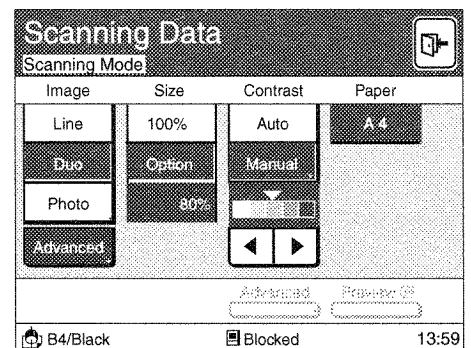 Scanning Data
Scanning Mode
Image Size Contrast Paper
Line 100% Auto A4
Duo Option Manual
Photo 80%
Advanced
Advanced Preview
B4/Black Blocked 13:59